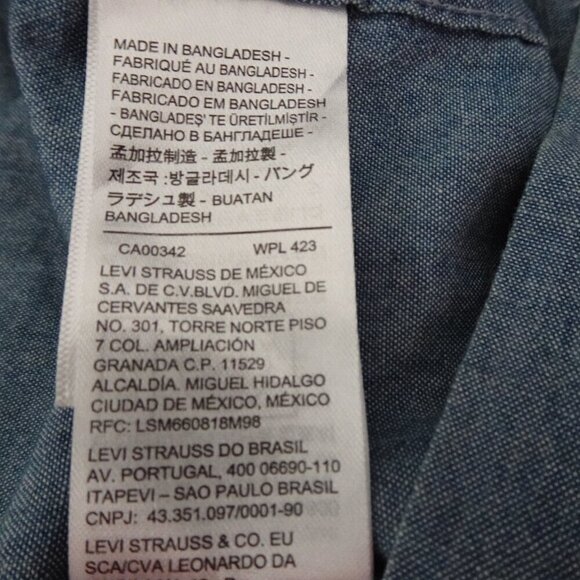 MADE IN BANGLADESH -
FABRIQUÉ AU BANGLADESH -
FABRICADO EN BANGLADESH
FABRICADO EM BANGLADESH
- BANGLADEŞ' TE ÜRETİLMİŞTİR -
СДЕЛАНО В БАНГЛАДЕШЕ -
孟加拉制造 - 孟加拉製 -
제조국 :방글라데시 - バング
ラデシュ製 - BUATAN
BANGLADESH
CA00342 WPL 423
LEVI STRAUSS DE MÉXICO
S.A. DE C.V.BLVD. MIGUEL DE
CERVANTES SAAVEDRA
NO. 301, TORRE NORTE PISO
7 COL. AMPLIACIÓN
GRANADA C.P. 11529
ALCALDÍA. MIGUEL HIDALGO
CIUDAD DE MÉXICO, MÉXICO
RFC: LSM660818M98
LEVI STRAUSS DO BRASIL
AV. PORTUGAL, 400 06690-110
ITAPEVI – SAO PAULO BRASIL
CNPJ: 43.351.097/0001-90
LEVI STRAUSS & CO. EU
SCA/CVA LEONARDO DA